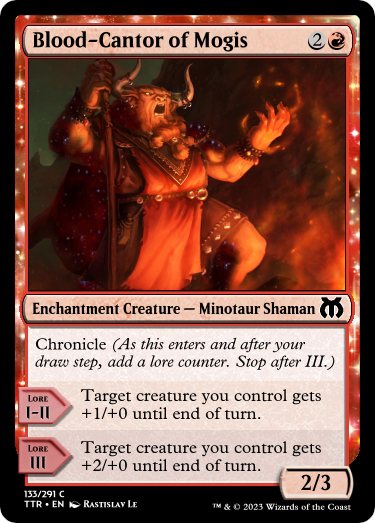 Blood-Cantor of Mogis 2
Enchantment Creature — Minotaur Shaman
Chronicle (As this enters and after your
draw step, add a lore counter. Stop after III.)
LORE
I-II
Target creature you control gets
+1/+0 until end of turn.
LORE
III
Target creature you control gets
+2/+0 until end of turn.
2/3
133/291 C
TTR • EN Rastislav Le
™ & © 2023 Wizards of the Coast